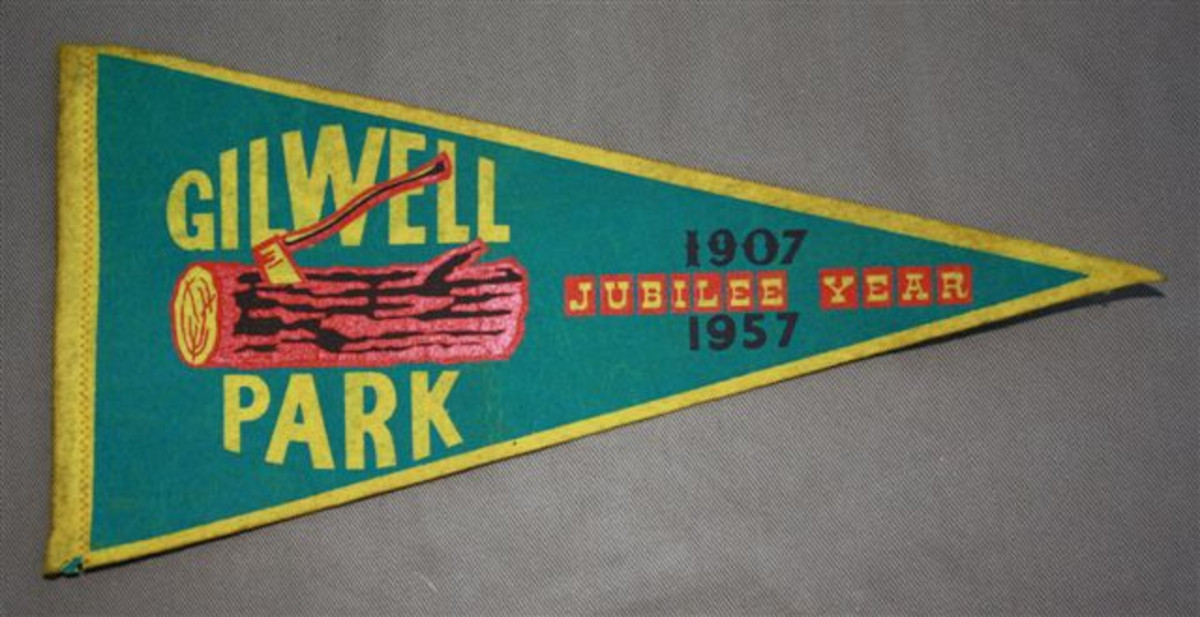 GILWELL
PARK
1907
JUBILEE YEAR
1957